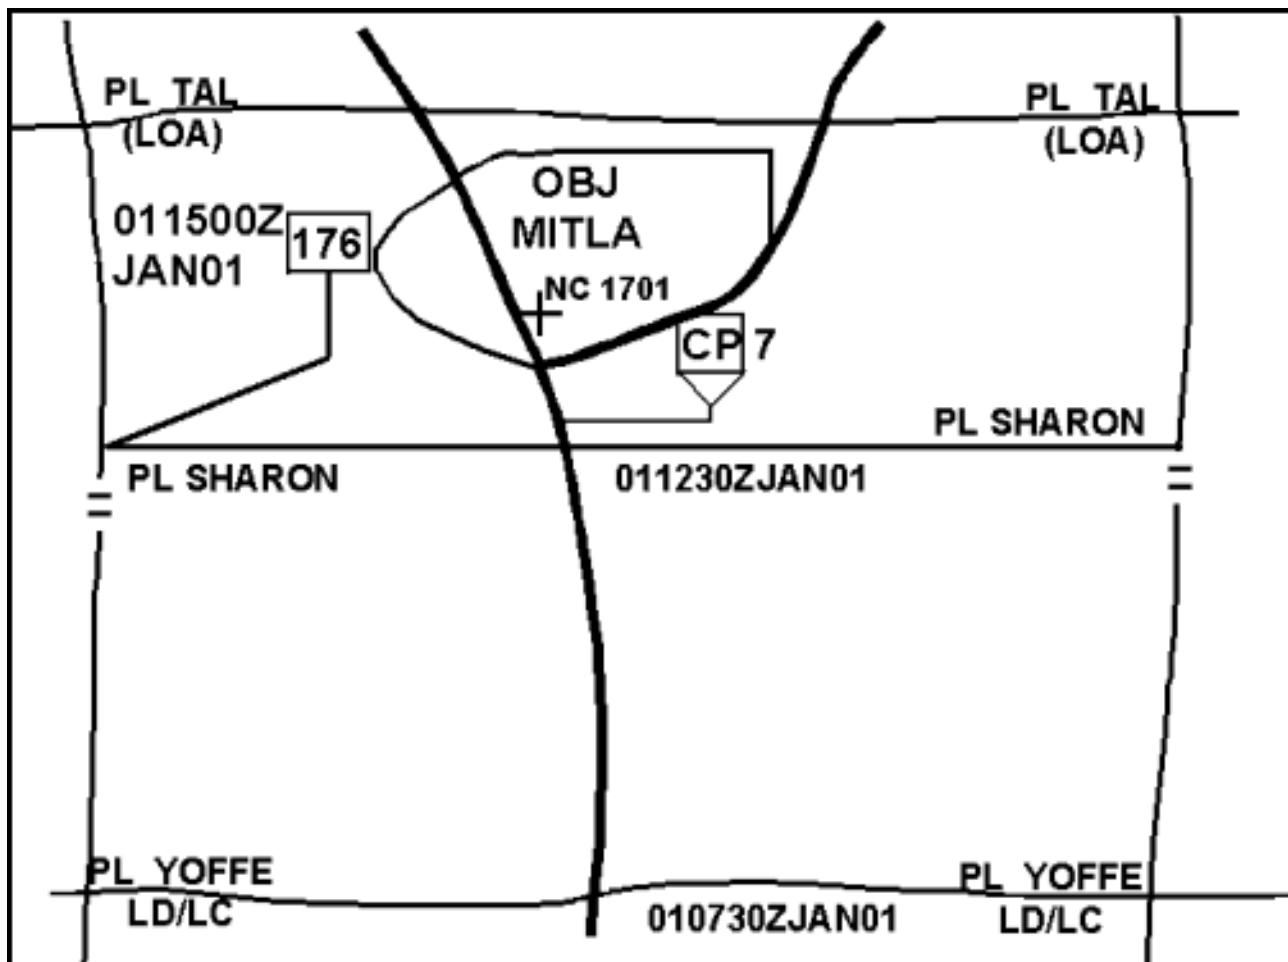 PL TAL
(LOA)
PL TAL
(LOA)
OBJ
MITLA
011500Z
JAN01
176
NC 1701
CP 7
PL SHARON
PL SHARON
011230ZJAN01
PL YOFFE
LD/LC
010730ZJAN01
PL YOFFE
LD/LC